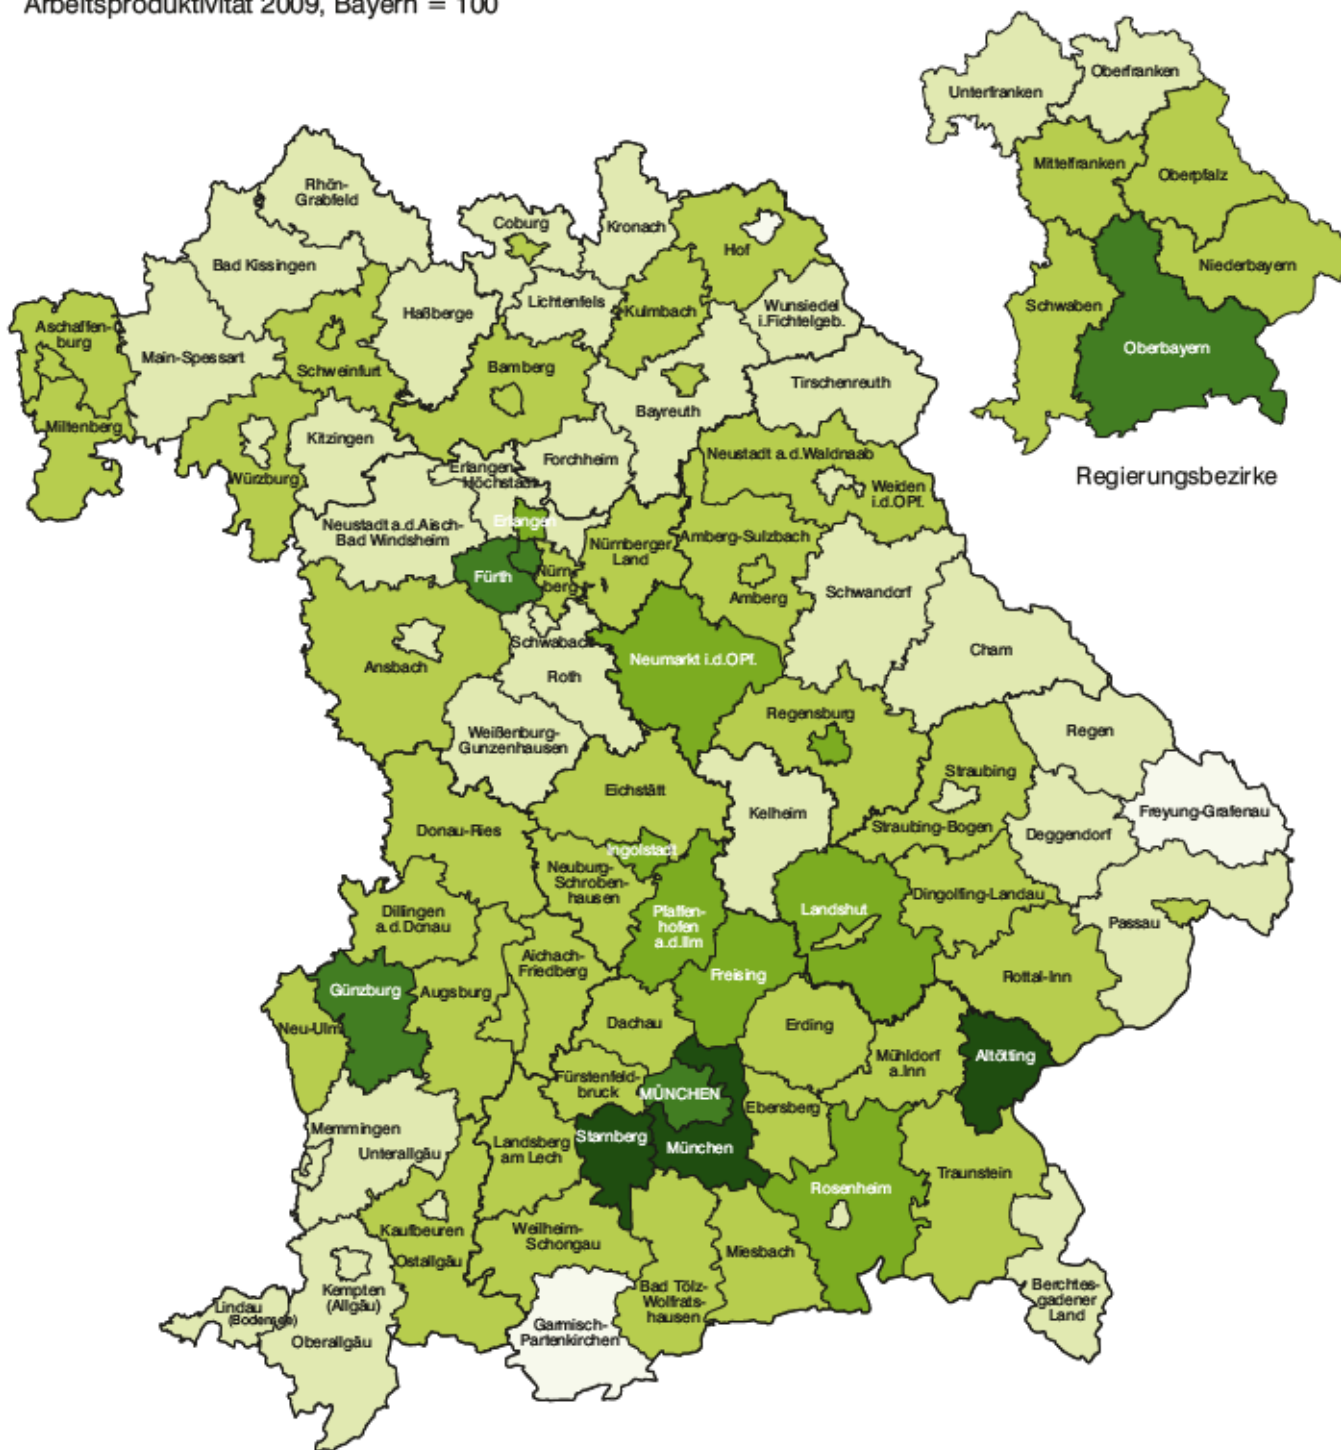 Arbeitsproduktivität 2009, Bayern = 100
Unterfranken
Oberfranken
Mittelfranken
Oberpfalz
Niederbayern
Schwaben
Oberbayern
Regierungsbezirke
Rhön-
Grabfeld
Coburg
Kronach
Hof
Bad Kissingen
Lichtenfels
Kulmbach
Wunsiedel
i.Fichtelgeb.
Haßberge
Aschaffen-
burg
Main-Spessart
Schweinfurt
Bamberg
Bayreuth
Tirschenreuth
Miltenberg
Kitzingen
Würzburg
Erlangen-
Höchstadt
Forchheim
Neustadt a.d.Waldnaab
Weiden
i.d.OPf.
Neustadt a.d.Aisch-
Bad Windsheim
Erlangen
Fürth
Nürn-
berg
Nürnberger
Land
Amberg-Sulzbach
Amberg
Schwandorf
Cham
Ansbach
Schwabach
Roth
Neumarkt i.d.OPf.
Weißenburg-
Gunzenhausen
Regensburg
Regen
Straubing
Straubing-Bogen
Freyung-Grafenau
Deggendorf
Eichstätt
Kelheim
Donau-Ries
Ingolstadt
Neuburg-
Schroben-
hausen
Pfaffen-
hofen
a.d.Ilm
Landshut
Dingolfing-Landau
Passau
Dillingen
a.d.Donau
Aichach-
Friedberg
Freising
Rottal-Inn
Günzburg
Augsburg
Neu-Ulm
Dachau
Erding
Mühldorf
a.Inn
Altötting
Fürstenfeld-
bruck
MÜNCHEN
Ebersberg
Memmingen
Unterallgäu
Landsberg
am Lech
Starnberg
München
Rosenheim
Traunstein
Kaufbeuren
Ostallgäu
Weilheim-
Schongau
Miesbach
Bad Tölz-
Wolfrats-
hausen
Berchtes-
gadener
Land
Kempten
(Allgäu)
Lindau
(Bodensee)
Oberallgäu
Garmisch-
Partenkirchen